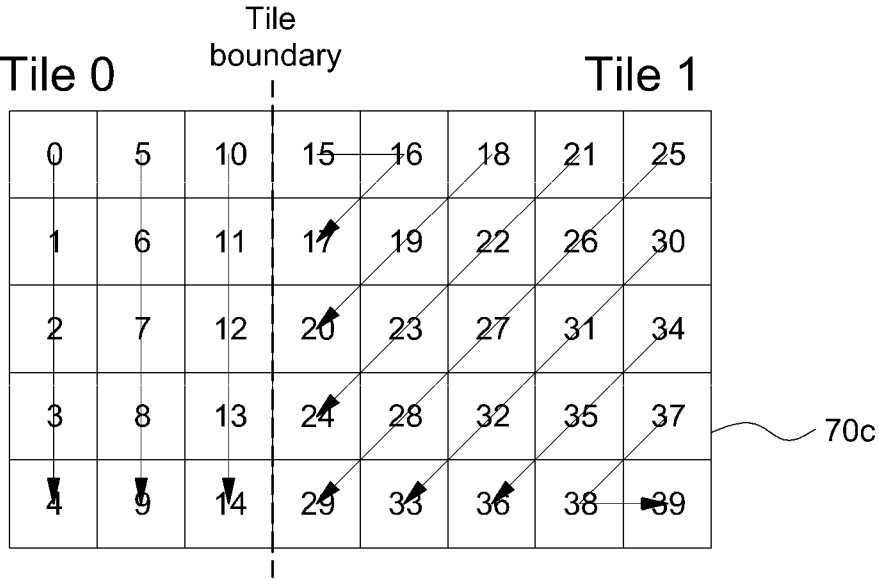 Tile
boundary
Tile 0
Tile 1
0 5 10 15 16 18 21 25
1 6 11 17 19 22 26 30
2 7 12 20 23 27 31 34
3 8 13 24 28 32 35 37
70c
4 9 14 29 33 36 38 39